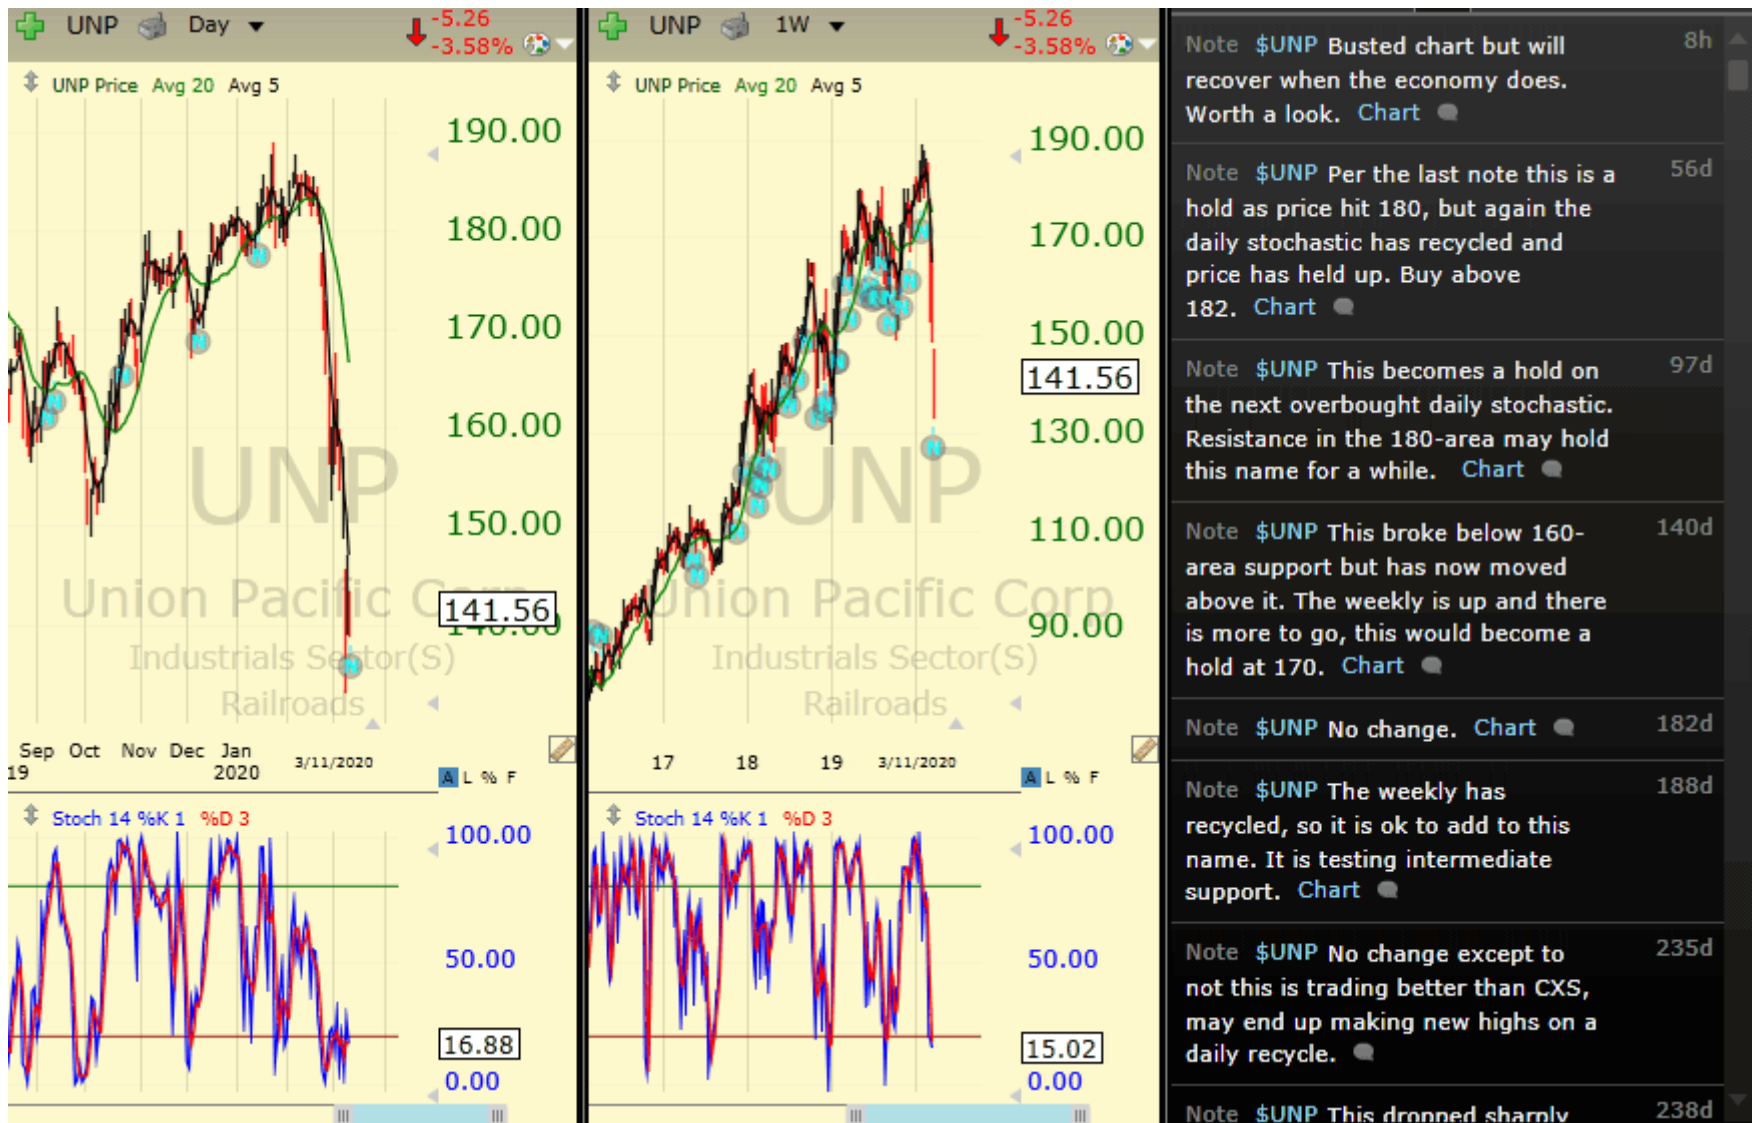 UNP Day
-5.26
-3.58%
UNP Price Avg 20 Avg 5
190.00
180.00
170.00
160.00
150.00
140.00
141.56
UNP
Union Pacific Corp
Industrials Sector(S)
Railroads
Sep Oct Nov Dec Jan
19 2020 3/11/2020
A L % F
Stoch 14 %K 1 %D 3
100.00
50.00
16.88
0.00
UNP 1W
-5.26
-3.58%
UNP Price Avg 20 Avg 5
190.00
170.00
150.00
141.56
130.00
110.00
90.00
UNP
Union Pacific Corp
Industrials Sector(S)
Railroads
17 18 19 3/11/2020
A L % F
Stoch 14 %K 1 %D 3
100.00
50.00
15.02
0.00
Note $UNP Busted chart but will 8h
recover when the economy does.
Worth a look. Chart
Note $UNP Per the last note this is a 56d
hold as price hit 180, but again the
daily stochastic has recycled and
price has held up. Buy above
182. Chart
Note $UNP This becomes a hold on 97d
the next overbought daily stochastic.
Resistance in the 180-area may hold
this name for a while. Chart
Note $UNP This broke below 160- 140d
area support but has now moved
above it. The weekly is up and there
is more to go, this would become a
hold at 170. Chart
Note $UNP No change. Chart 182d
Note $UNP The weekly has 188d
recycled, so it is ok to add to this
name. It is testing intermediate
support. Chart
Note $UNP No change except to 235d
not this is trading better than CXS,
may end up making new highs on a
daily recycle.
Note $UNP This dropped sharply 238d